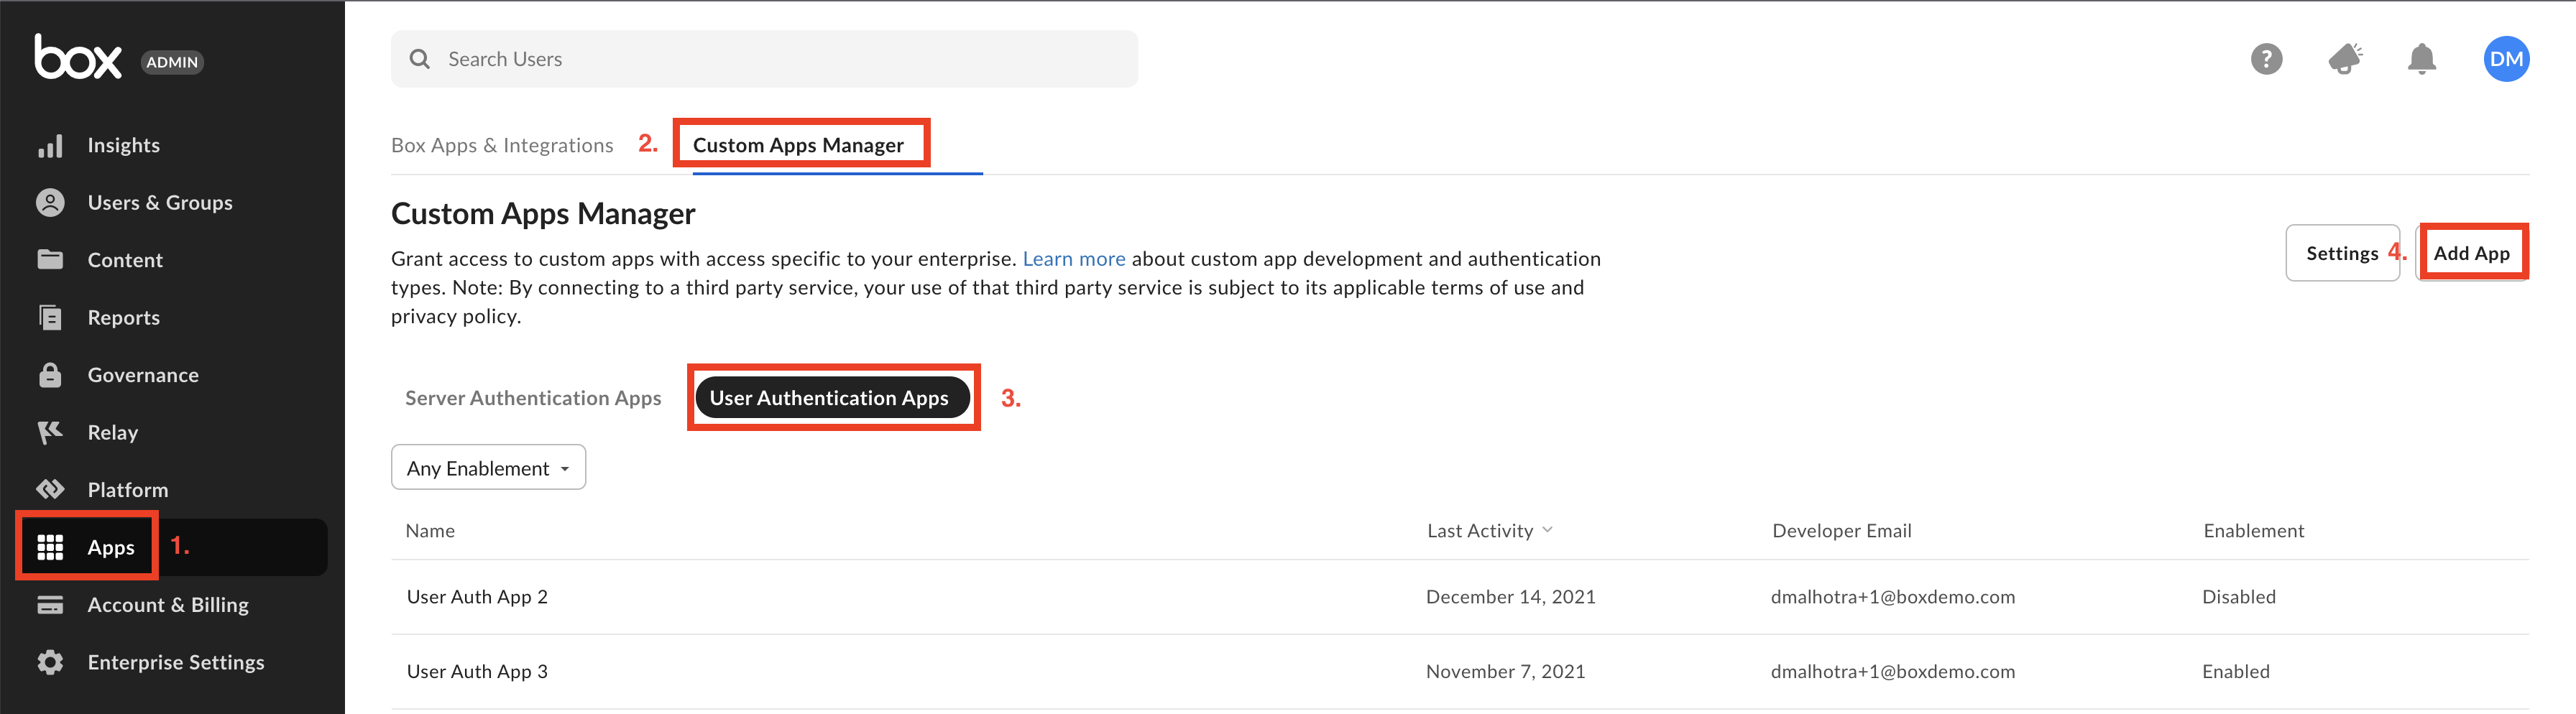 box ADMIN
Search Users
?
DM
Insights
Users & Groups
Content
Reports
Governance
Relay
Platform
Apps 1.
Account & Billing
Enterprise Settings
Box Apps & Integrations 2. Custom Apps Manager
Custom Apps Manager
Grant access to custom apps with access specific to your enterprise. Learn more about custom app development and authentication
types. Note: By connecting to a third party service, your use of that third party service is subject to its applicable terms of use and
privacy policy.
Settings 4. Add App
Server Authentication Apps User Authentication Apps 3.
Any Enablement
Name Last Activity Developer Email Enablement
User Auth App 2 December 14, 2021 dmalhotra+1@boxdemo.com Disabled
User Auth App 3 November 7, 2021 dmalhotra+1@boxdemo.com Enabled